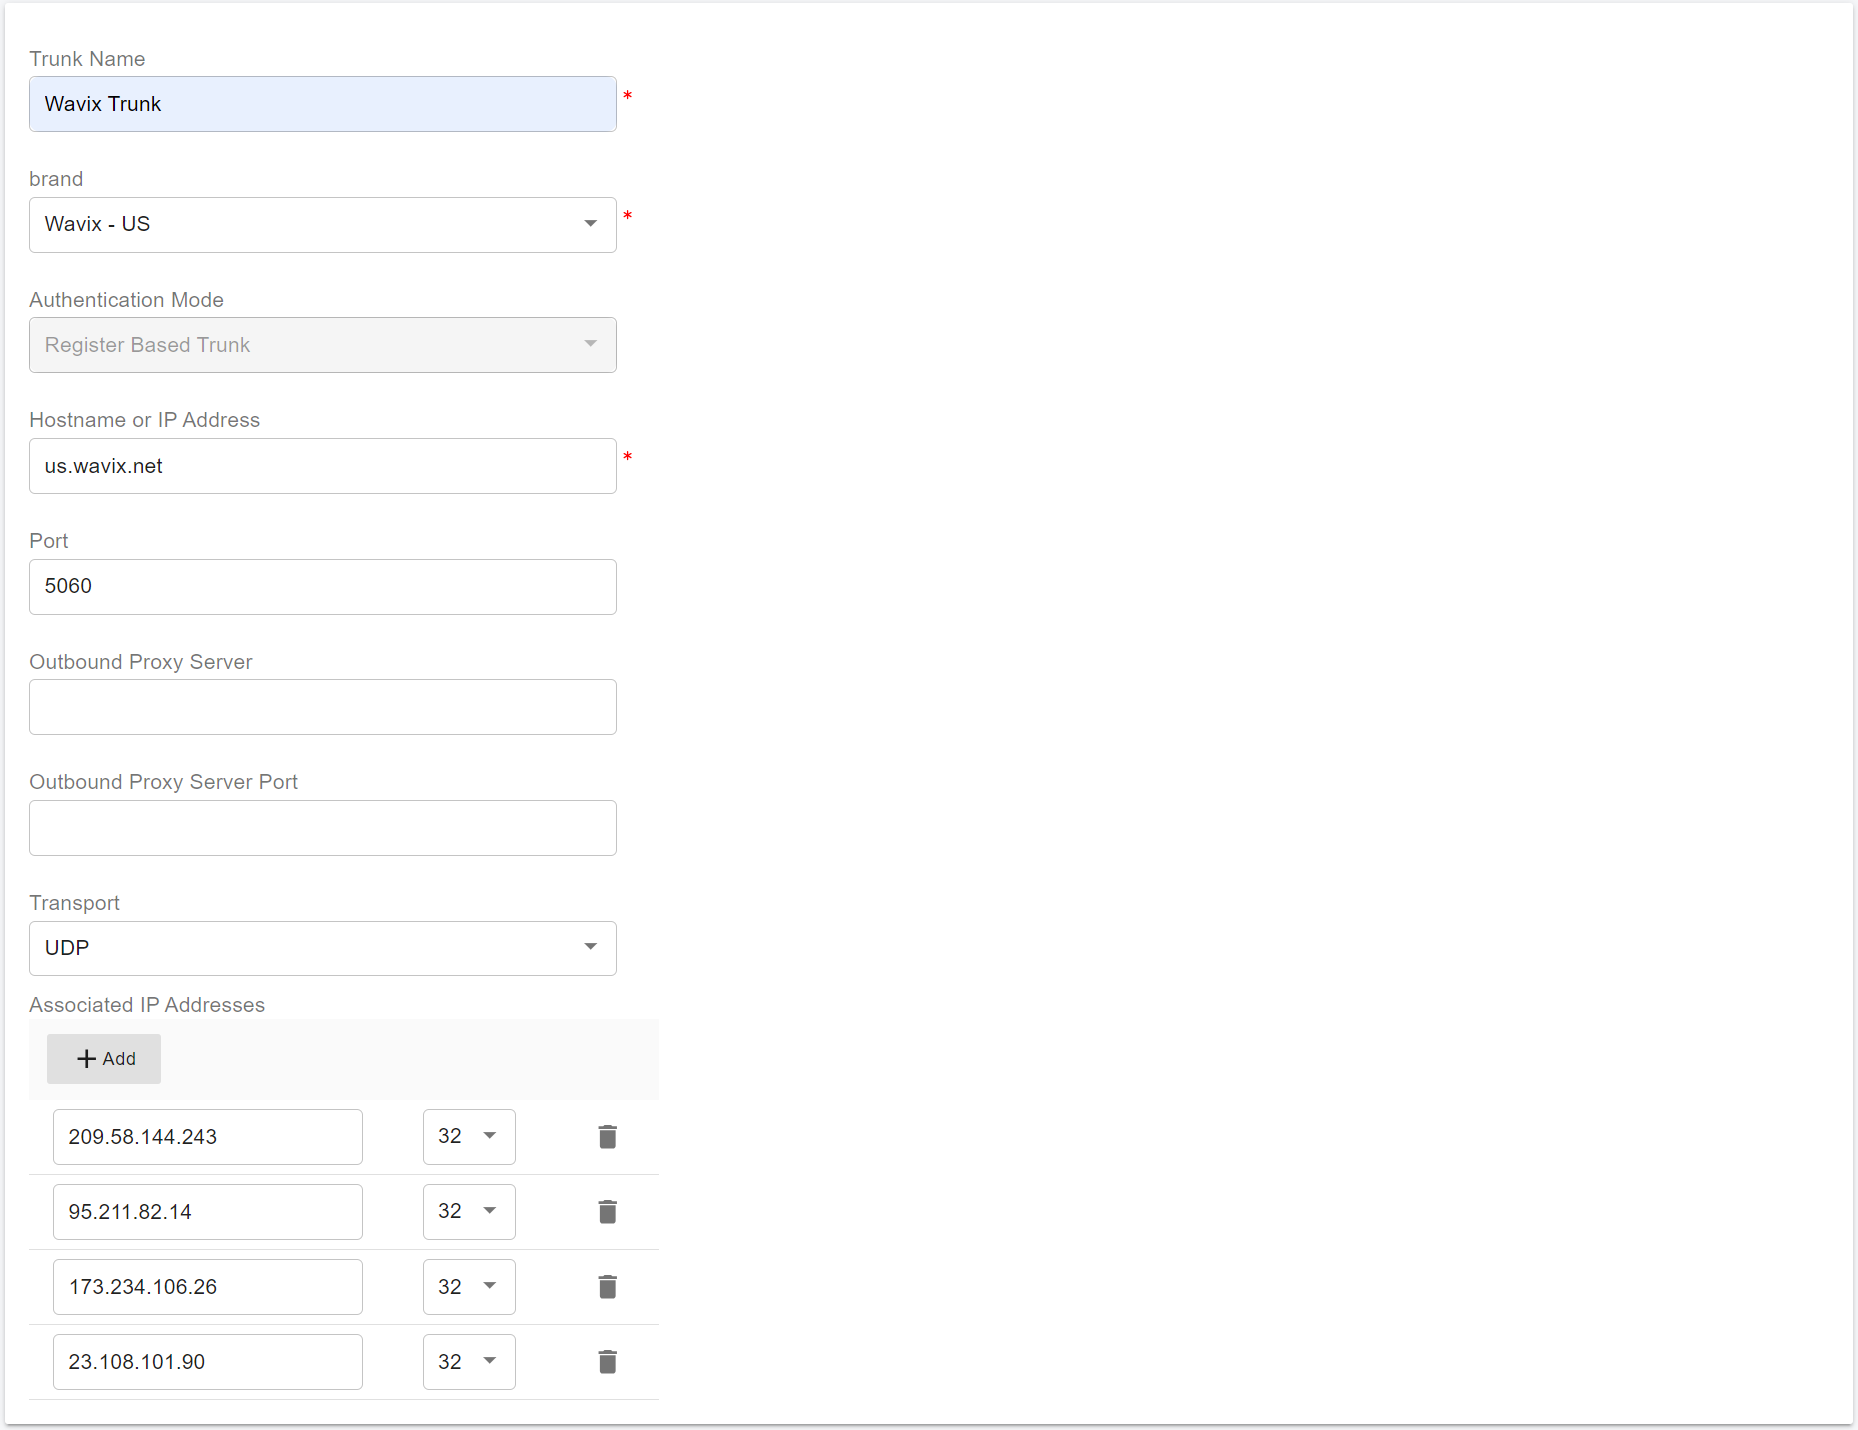 Trunk Name
Wavix Trunk *
brand
Wavix - US *
Authentication Mode
Register Based Trunk
Hostname or IP Address
us.wavix.net *
Port
5060
Outbound Proxy Server
Outbound Proxy Server Port
Transport
UDP
Associated IP Addresses
+ Add
209.58.144.243 32
95.211.82.14 32
173.234.106.26 32
23.108.101.90 32